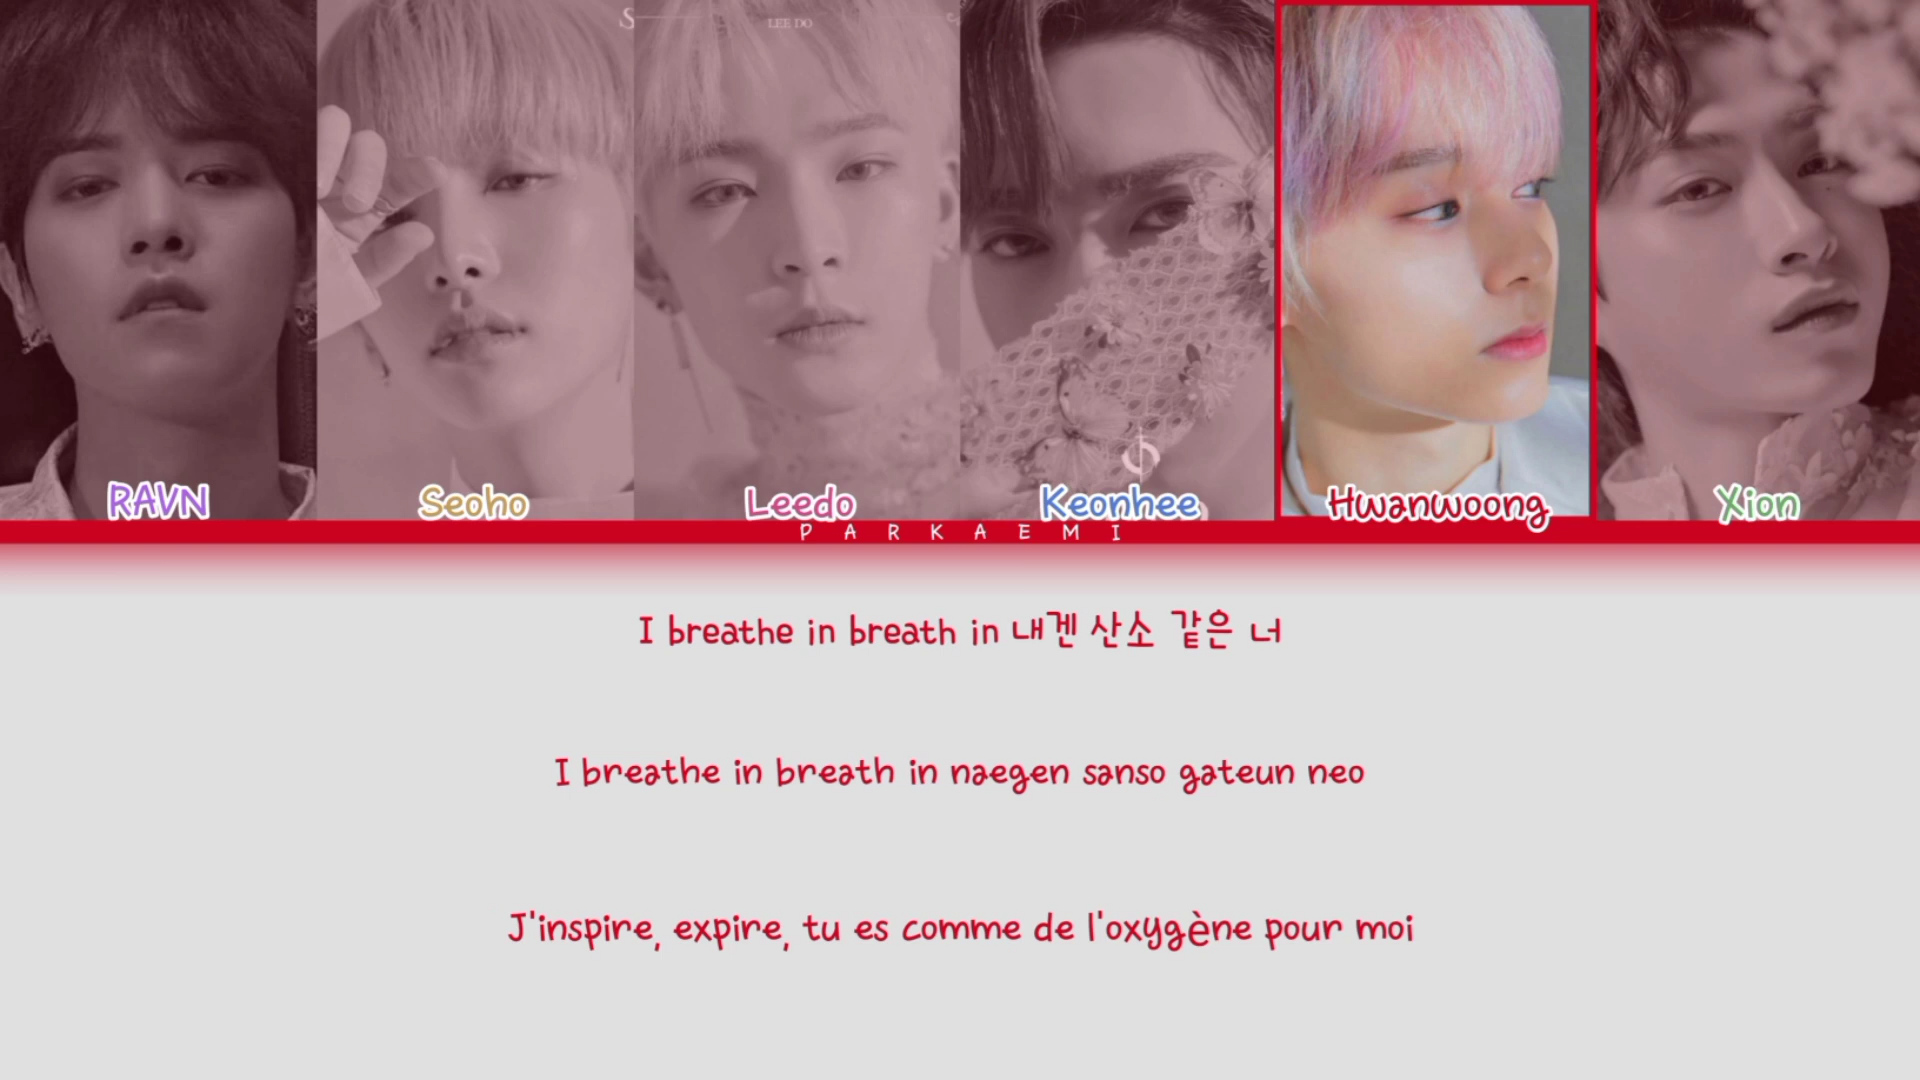 LEE DO
RAVN
Seoho
Leedo
Keonhee
Hwanwoong
Xion
PARKAEMI
I breathe in breath in 내겐 산소 같은 너
I breathe in breath in naegen sanso gateun neo
J'inspire, expire, tu es comme de l'oxygène pour moi